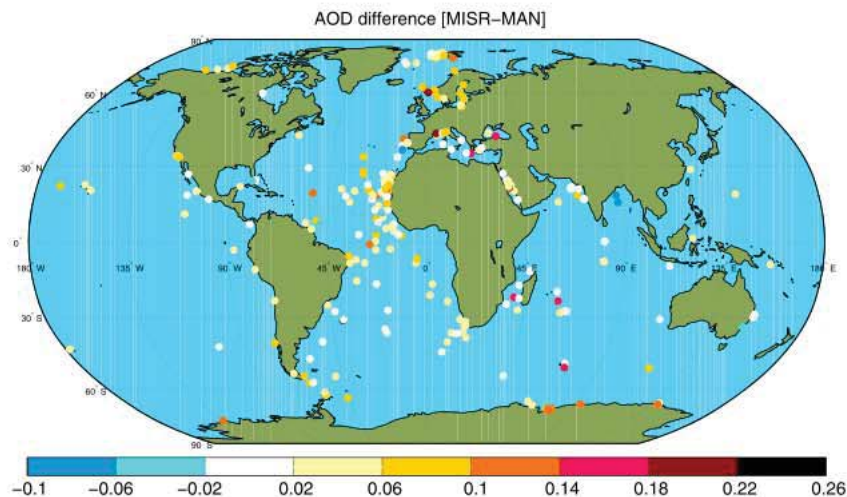 AOD difference [MISR−MAN]
80° N
60° N
30° N
0°
180° W 135° W 90° W 45° W 0° 45° E 90° E 135° E 180° E
30° S
60° S
90° S
−0.1 −0.06 −0.02 0.02 0.06 0.1 0.14 0.18 0.22 0.26